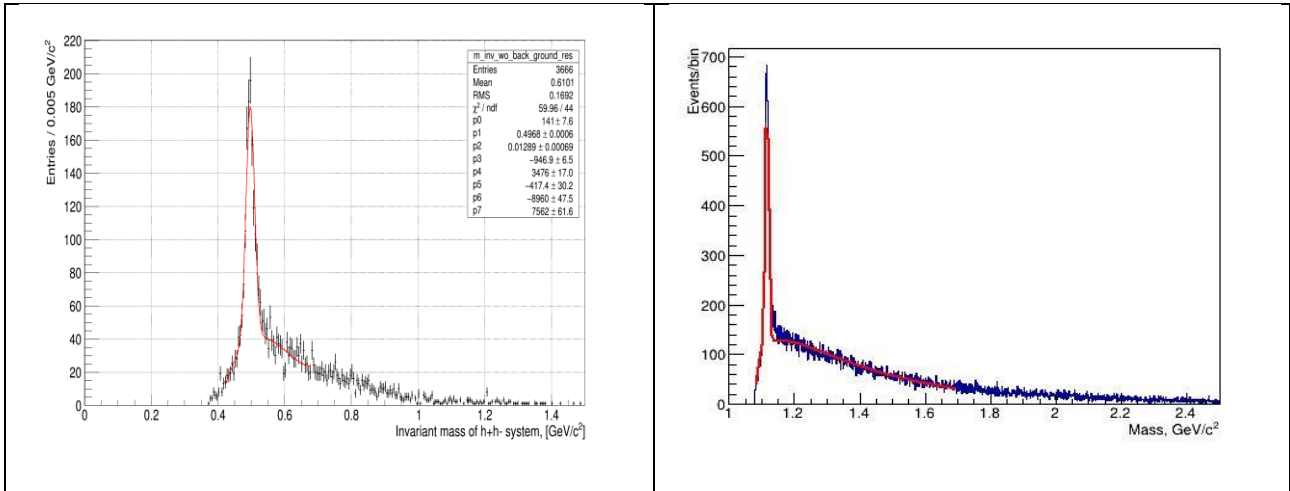 Entries / 0.005 GeV/c²
220
200
180
160
140
120
100
80
60
40
20
0
m_inv_wo_back_ground_res
Entries 3666
Mean 0.6101
RMS 0.1692
χ² / ndf 59.96 / 44
p0 141 ± 7.6
p1 0.4968 ± 0.0006
p2 0.01289 ± 0.00069
p3 −946.9 ± 6.5
p4 3476 ± 17.0
p5 −417.4 ± 30.2
p6 −8960 ± 47.5
p7 7562 ± 61.6
0 0.2 0.4 0.6 0.8 1 1.2 1.4
Invariant mass of h+h- system, [GeV/c²]
Events/bin
700
600
500
400
300
200
100
0
1 1.2 1.4 1.6 1.8 2 2.2 2.4
Mass, GeV/c²